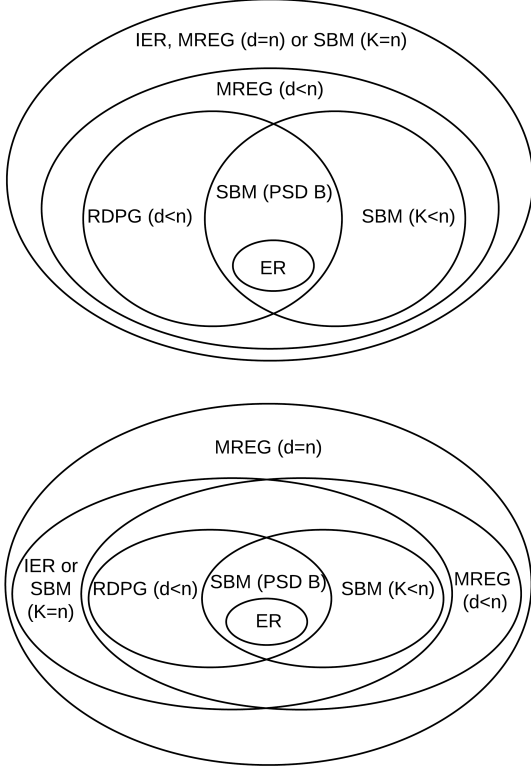 IER, MREG (d=n) or SBM (K=n)
MREG (d<n)
SBM (PSD B)
RDPG (d<n)
SBM (K<n)
ER
MREG (d=n)
IER or
SBM
(K=n)
RDPG (d<n)
SBM (PSD B)
SBM (K<n)
MREG
(d<n)
ER